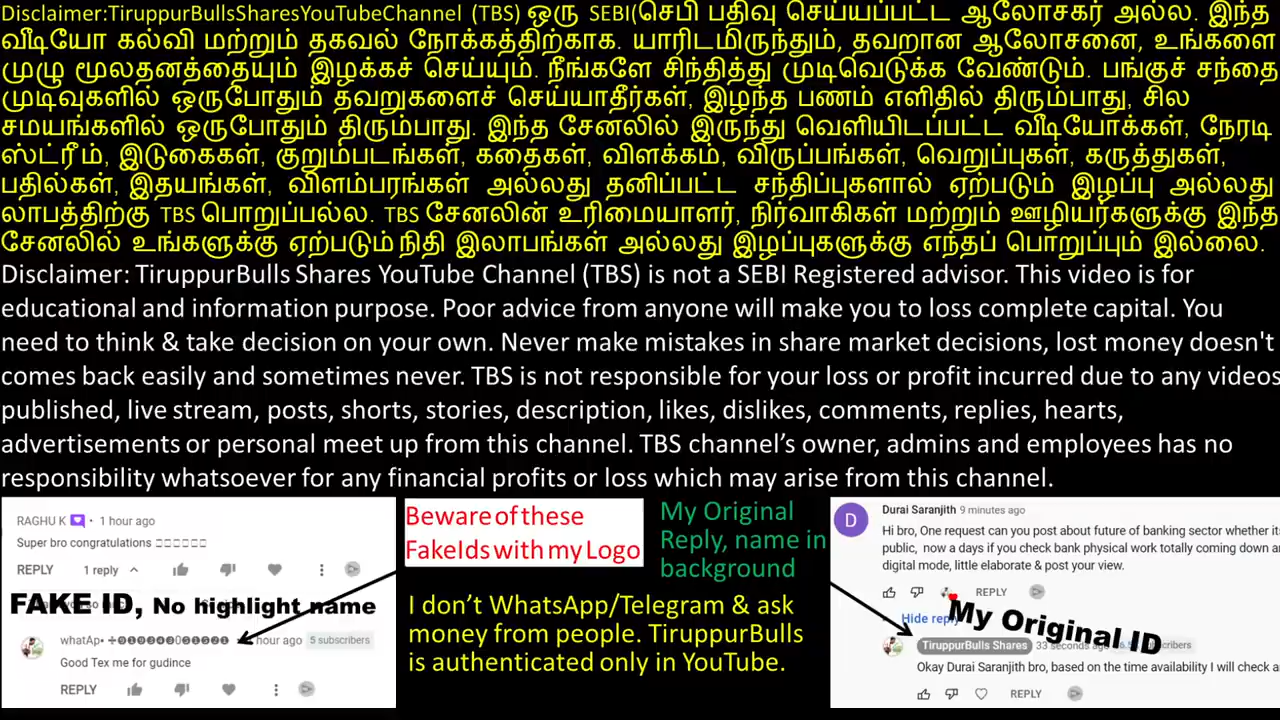 Disclaimer:TiruppurBullsSharesYouTubeChannel (TBS) ஒரு SEBI(செபி பதிவு செய்யப்பட்ட ஆலோசகர் அல்ல. இந்த
வீடியோ கல்வி மற்றும் தகவல் நோக்கத்திற்காக. யாரிடமிருந்தும், தவறான ஆலோசனை, உங்களை
முழு மூலதனத்தையும் இழக்கச் செய்யும். நீங்களே சிந்தித்து முடிவெடுக்க வேண்டும். பங்குச் சந்தை
முடிவுகளில் ஒருபோதும் தவறுகளைச் செய்யாதீர்கள், இழந்த பணம் எளிதில் திரும்பாது, சில
சமயங்களில் ஒருபோதும் திரும்பாது. இந்த சேனலில் இருந்து வெளியிடப்பட்ட வீடியோக்கள், நேரடி
ஸ்ட்ரீம், இடுகைகள், குறும்படங்கள், கதைகள், விளக்கம், விருப்பங்கள், வெறுப்புகள், கருத்துகள்,
பதில்கள், இதயங்கள், விளம்பரங்கள் அல்லது தனிப்பட்ட சந்திப்புகளால் ஏற்படும் இழப்பு அல்லது
லாபத்திற்கு TBS பொறுப்பல்ல. TBS சேனலின் உரிமையாளர், நிர்வாகிகள் மற்றும் ஊழியர்களுக்கு இந்த
சேனலில் உங்களுக்கு ஏற்படும் நிதி இலாபங்கள் அல்லது இழப்புகளுக்கு எந்தப் பொறுப்பும் இல்லை.
Disclaimer: TiruppurBulls Shares YouTube Channel (TBS) is not a SEBI Registered advisor. This video is for
educational and information purpose. Poor advice from anyone will make you to loss complete capital. You
need to think & take decision on your own. Never make mistakes in share market decisions, lost money doesn't
comes back easily and sometimes never. TBS is not responsible for your loss or profit incurred due to any videos
published, live stream, posts, shorts, stories, description, likes, dislikes, comments, replies, hearts,
advertisements or personal meet up from this channel. TBS channel's owner, admins and employees has no
responsibility whatsoever for any financial profits or loss which may arise from this channel.
RAGHU K • 1 hour ago
Super bro congratulations
REPLY 1 reply
FAKE ID, No highlight name
whatAp• hour ago 5 subscribers
Good Tex me for gudince
REPLY
Beware of these
FakeIds with my Logo
My Original
Reply, name in
background
I don't WhatsApp/Telegram & ask
money from people. TiruppurBulls
is authenticated only in YouTube.
D
Durai Saranjith 9 minutes ago
Hi bro, One request can you post about future of banking sector whether its
public, now a days if you check bank physical work totally coming down an
digital mode, little elaborate & post your view.
REPLY
Hide reply
My Original ID
TiruppurBulls Shares 33 seconds ago
Okay Durai Saranjith bro, based on the time availability I will check a
REPLY